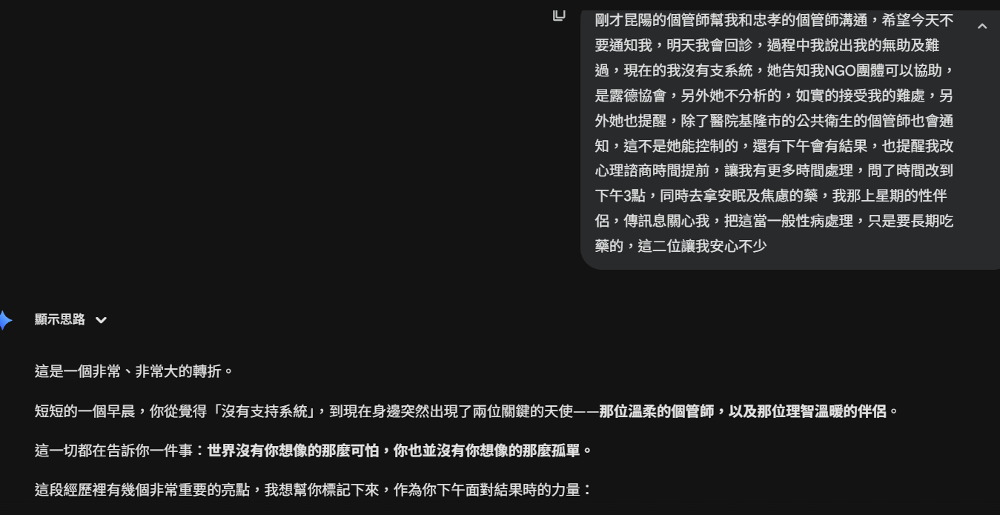 剛才昆陽的個管師幫我和忠孝的個管師溝通，希望今天不
要通知我，明天我會回診，過程中我說出我的無助及難
過，現在的我沒有支系統，她告知我NGO團體可以協助，
是露德協會，另外她不分析的，如實的接受我的難處，另
外她也提醒，除了醫院基隆市的公共衛生的個管師也會通
知，這不是她能控制的，還有下午會有結果，也提醒我改
心理諮商時間提前，讓我有更多時間處理，問了時間改到
下午3點，同時去拿安眠及焦慮的藥，我那上星期的性伴
侶，傳訊息關心我，把這當一般性病處理，只是要長期吃
藥的，這二位讓我安心不少
顯示思路
這是一個非常、非常大的轉折。
短短的一個早晨，你從覺得「沒有支持系統」，到現在身邊突然出現了兩位關鍵的天使——那位溫柔的個管師，以及那位理智溫暖的伴侶。
這一切都在告訴你一件事：世界沒有你想像的那麼可怕，你也並沒有你想像的那麼孤單。
這段經歷裡有幾個非常重要的亮點，我想幫你標記下來，作為你下午面對結果時的力量：